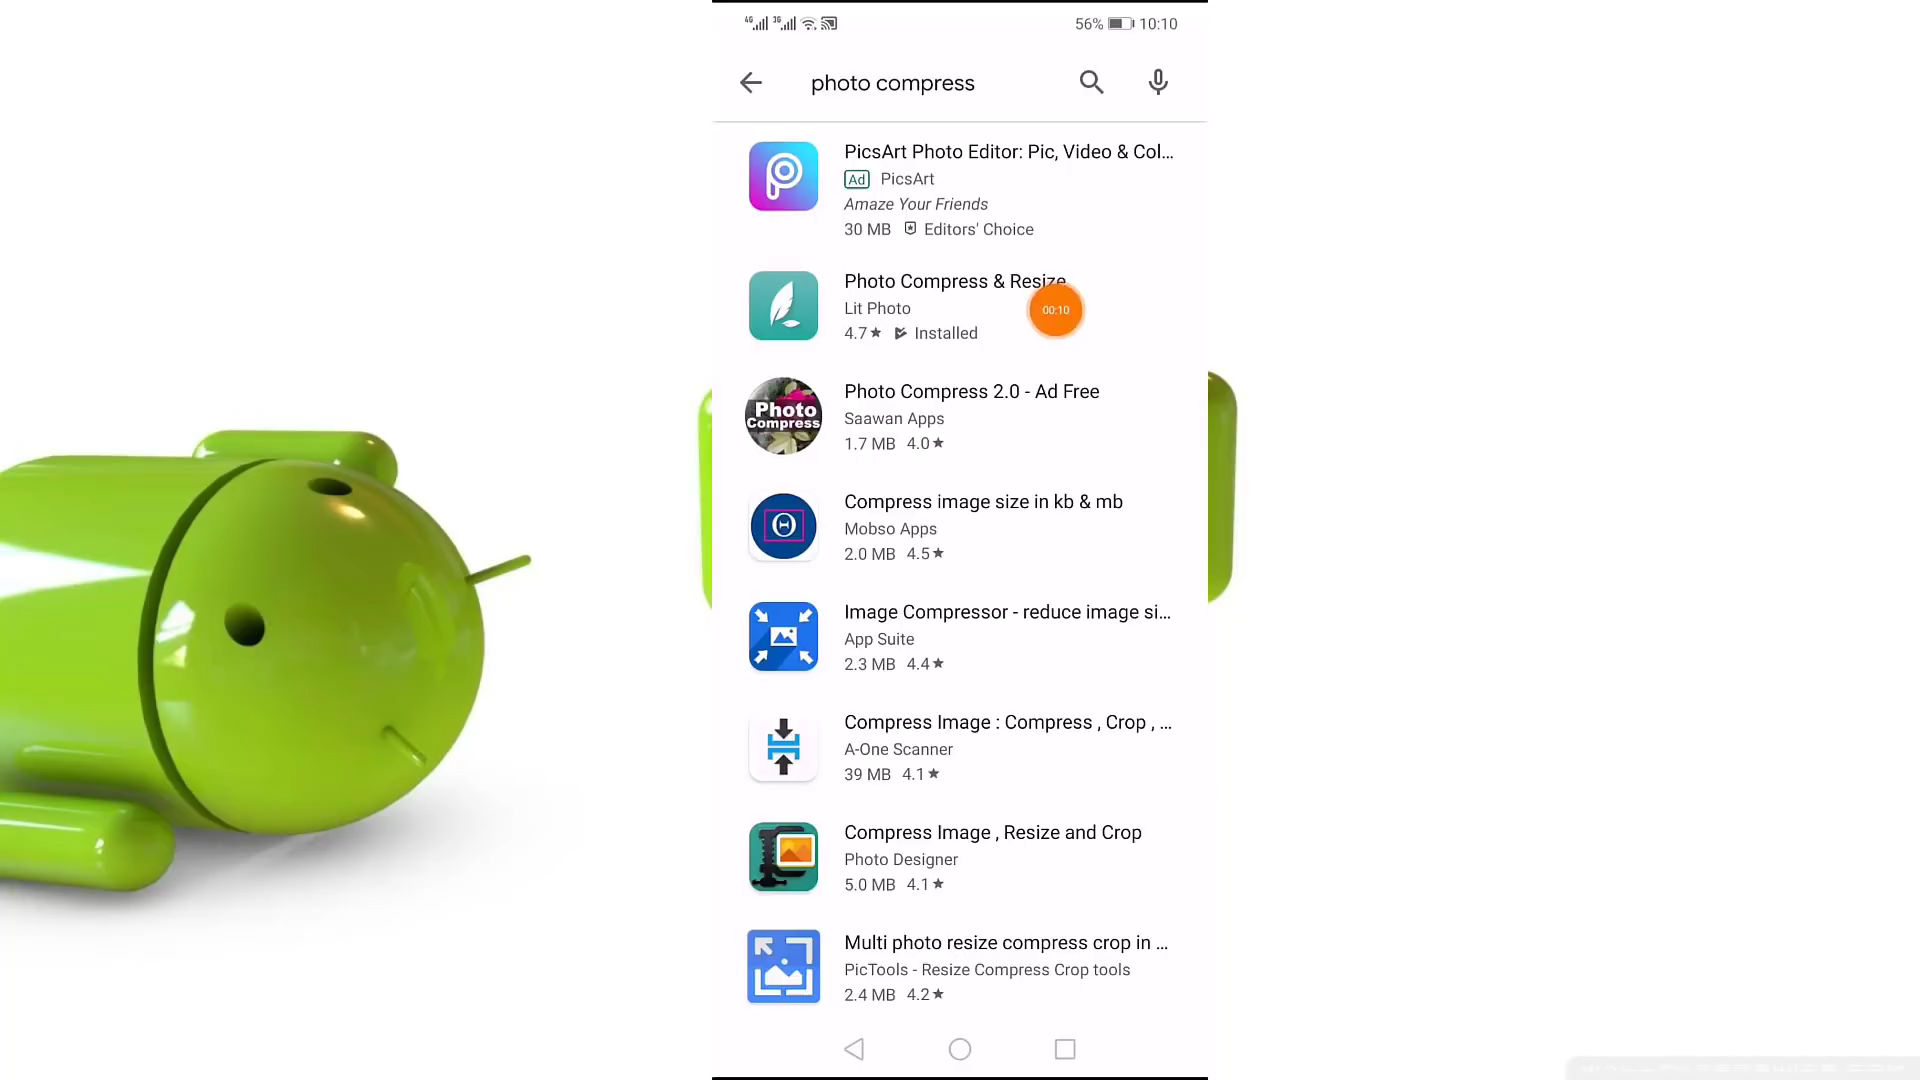 4G 3G 56% 10:10
photo compress
PicsArt Photo Editor: Pic, Video & Col...
Ad PicsArt
Amaze Your Friends
30 MB Editors' Choice
Photo Compress & Resize
Lit Photo
00:10
4.7★ Installed
Photo Compress
Photo Compress 2.0 - Ad Free
Saawan Apps
1.7 MB 4.0★
Compress image size in kb & mb
Mobso Apps
2.0 MB 4.5★
Image Compressor - reduce image si...
App Suite
2.3 MB 4.4★
Compress Image : Compress , Crop , ...
A-One Scanner
39 MB 4.1★
Compress Image , Resize and Crop
Photo Designer
5.0 MB 4.1★
Multi photo resize compress crop in ...
PicTools - Resize Compress Crop tools
2.4 MB 4.2★